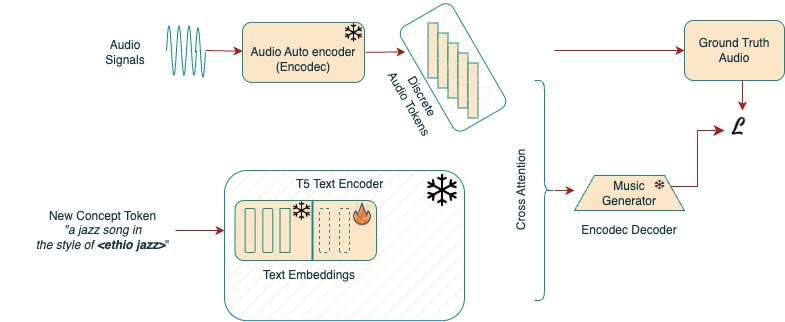 Audio
Signals
Audio Auto encoder
(Encodec)
Discrete
Audio Tokens
Ground Truth
Audio
ℒ
T5 Text Encoder
New Concept Token
"a jazz song in
the style of <ethio jazz>"
Text Embeddings
Cross Attention
Music
Generator
Encodec Decoder